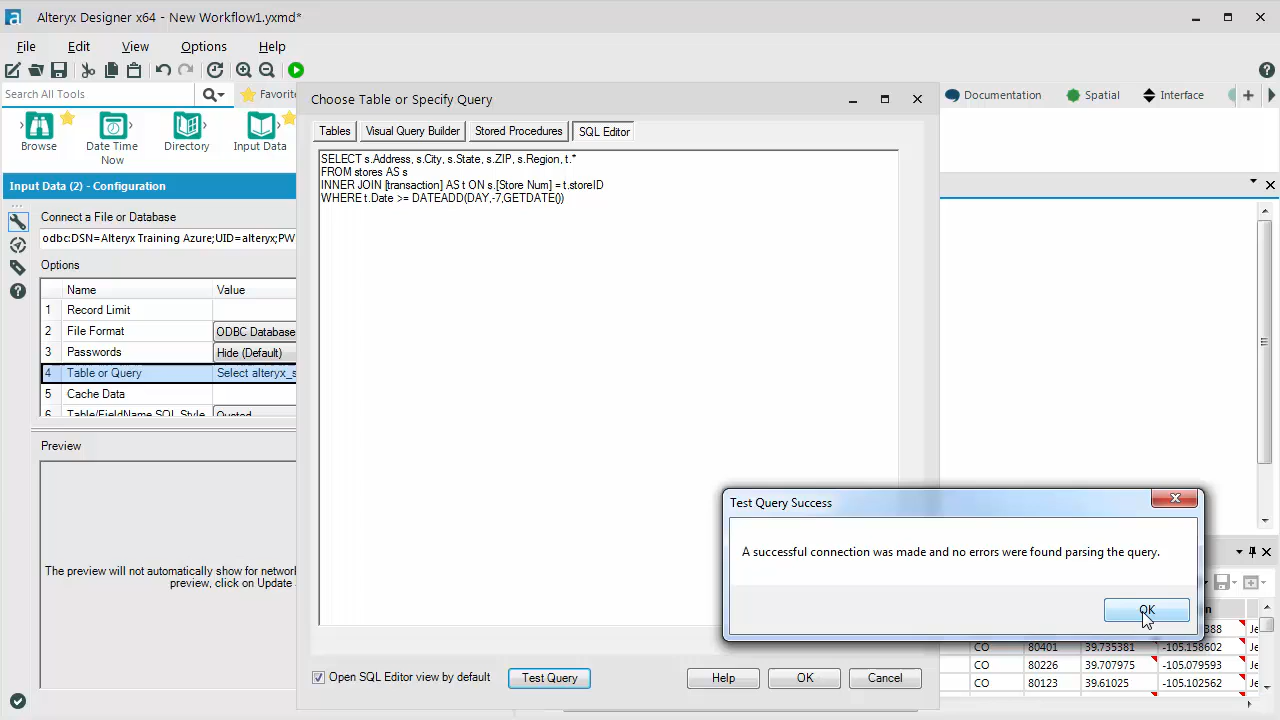 Alteryx Designer x64 - New Workflow1.yxmd*
File Edit View Options Help
Search All Tools
Favorite
Documentation Spatial Interface
Browse
Date Time Now
Directory
Input Data
Input Data (2) - Configuration
Connect a File or Database
odbc:DSN=Alteryx Training Azure;UID=alteryx;PW
Options
Name Value
1 Record Limit
2 File Format ODBC Database
3 Passwords Hide (Default)
4 Table or Query Select alteryx_s
5 Cache Data
6 Table/FieldName SQL Style Quoted
Preview
The preview will not automatically show for network
preview, click on Update
Choose Table or Specify Query
Tables Visual Query Builder Stored Procedures SQL Editor
SELECT s.Address, s.City, s.State, s.ZIP, s.Region, t.*
FROM stores AS s
INNER JOIN [transaction] AS t ON s.[Store Num] = t.storeID
WHERE t.Date >= DATEADD(DAY,-7,GETDATE())
Open SQL Editor view by default
Test Query Help OK Cancel
Test Query Success
A successful connection was made and no errors were found parsing the query.
OK
388 Je
CO 80401 39.735381 -105.158602
CO 80226 39.707975 -105.079593
CO 80123 39.61025 -105.102562